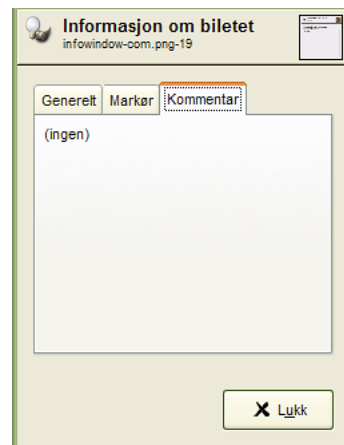 Informasjon om biletet
infowindow-com.png-19
Generelt Markør Kommentar
(ingen)
Lukk